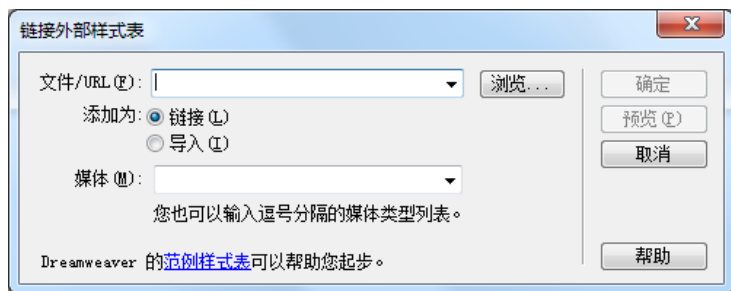 链接外部样式表
文件/URL(F): 浏览... 确定
添加为: 链接(L) 预览(P)
导入(I) 取消
媒体(M):
您也可以输入逗号分隔的媒体类型列表。
Dreamweaver 的范例样式表可以帮助您起步。 帮助